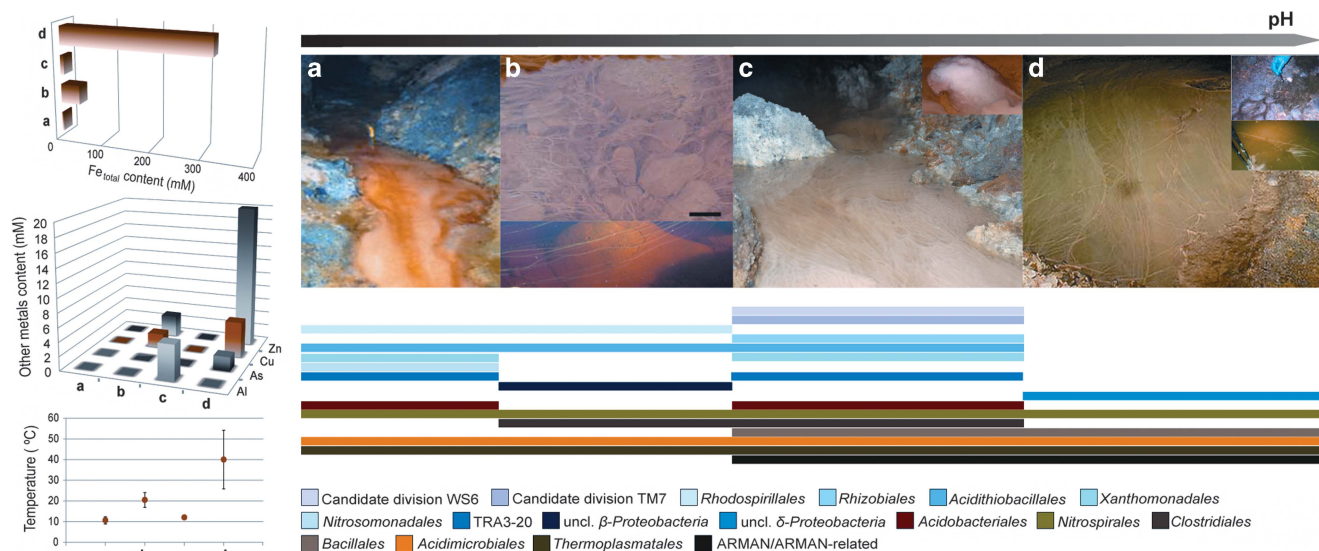 pH
d
c
b
a
0
100
200
300
400
Fetotal content (mM)
a
b
c
d
20
18
16
14
12
10
8
6
4
2
0
Other metals content (mM)
Zn
Cu
As
Al
a
b
c
d
60
50
40
30
20
10
0
Temperature ( ºC)
Candidate division WS6 Candidate division TM7 Rhodospirillales Rhizobiales Acidithiobacillales Xanthomonadales
Nitrosomonadales TRA3-20 uncl. β-Proteobacteria uncl. δ-Proteobacteria Acidobacteriales Nitrospirales Clostridiales
Bacillales Acidimicrobiales Thermoplasmatales ARMAN/ARMAN-related